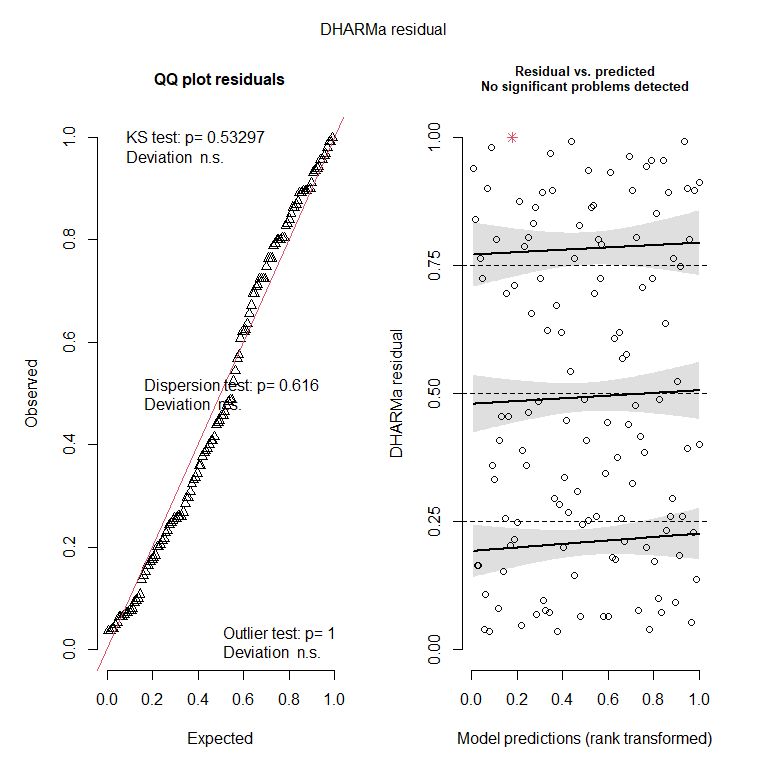 DHARMa residual
QQ plot residuals
KS test: p= 0.53297
Deviation n.s.
Dispersion test: p= 0.616
Deviation n.s.
Outlier test: p= 1
Deviation n.s.
Observed
0.0 0.2 0.4 0.6 0.8 1.0
0.0 0.2 0.4 0.6 0.8 1.0
Expected
Residual vs. predicted
No significant problems detected
DHARMa residual
0.00 0.25 0.50 0.75 1.00
0.0 0.2 0.4 0.6 0.8 1.0
Model predictions (rank transformed)